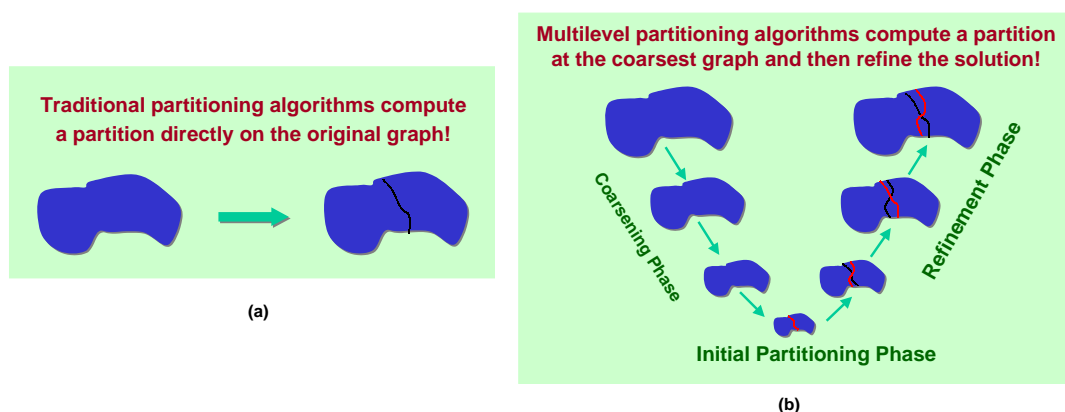 Traditional partitioning algorithms compute
a partition directly on the original graph!
(a)
Multilevel partitioning algorithms compute a partition
at the coarsest graph and then refine the solution!
Coarsening Phase
Refinement Phase
Initial Partitioning Phase
(b)